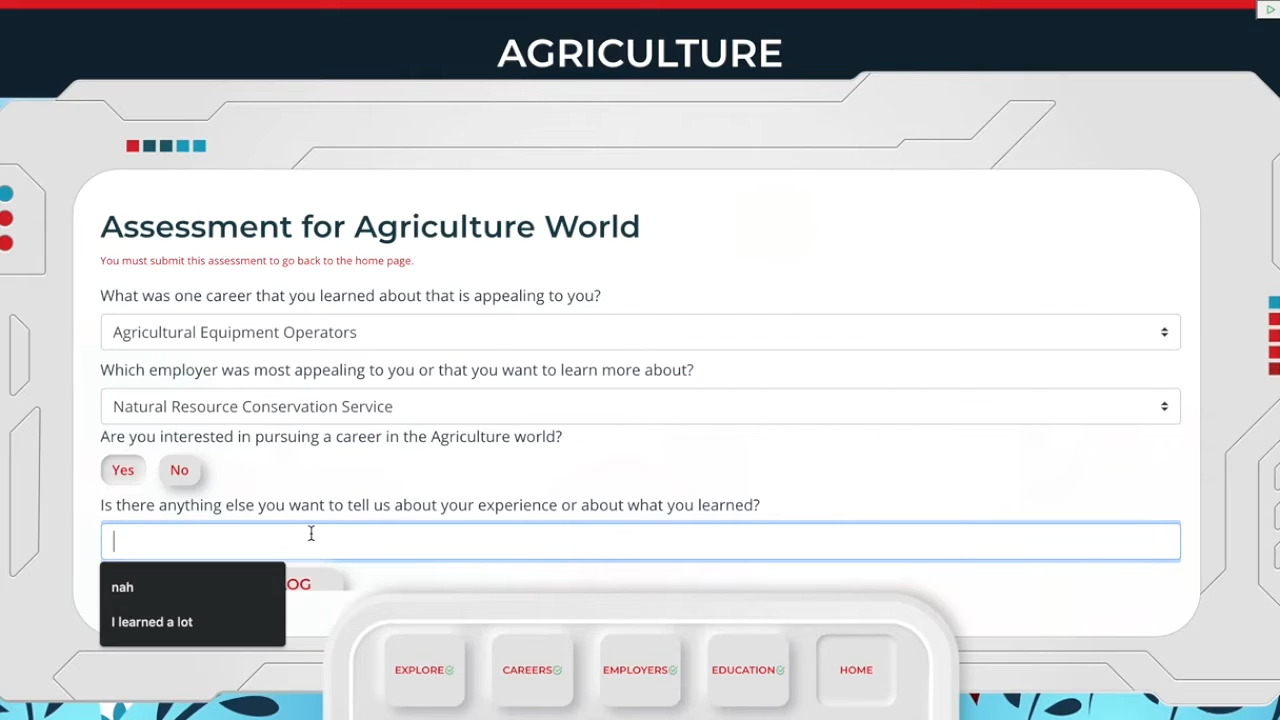 AGRICULTURE
Assessment for Agriculture World
You must submit this assessment to go back to the home page.
What was one career that you learned about that is appealing to you?
Agricultural Equipment Operators
Which employer was most appealing to you or that you want to learn more about?
Natural Resource Conservation Service
Are you interested in pursuing a career in the Agriculture world?
Yes No
Is there anything else you want to tell us about your experience or about what you learned?
nah
OG
I learned a lot
EXPLORE CAREERS EMPLOYERS EDUCATION HOME